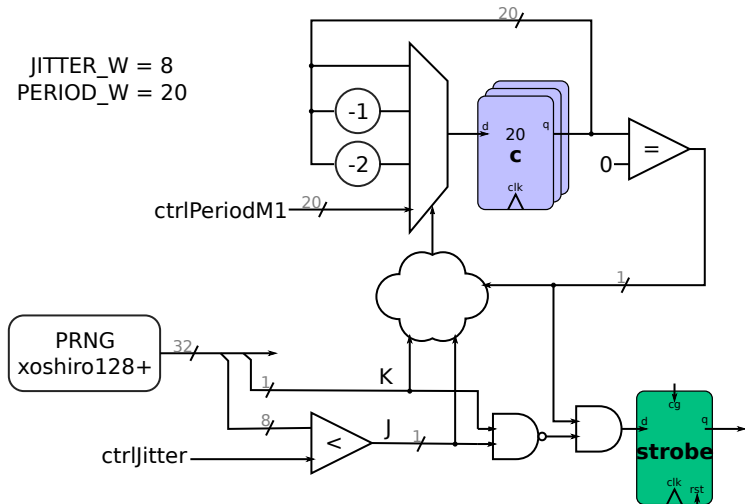 20
JITTER_W = 8
PERIOD_W = 20
-1
-2
d
20
q
c
clk
=
0
ctrlPeriodM1
20
1
PRNG
xoshiro128+
32
1
K
8
<
J
1
ctrlJitter
cg
d
q
strobe
clk
rst